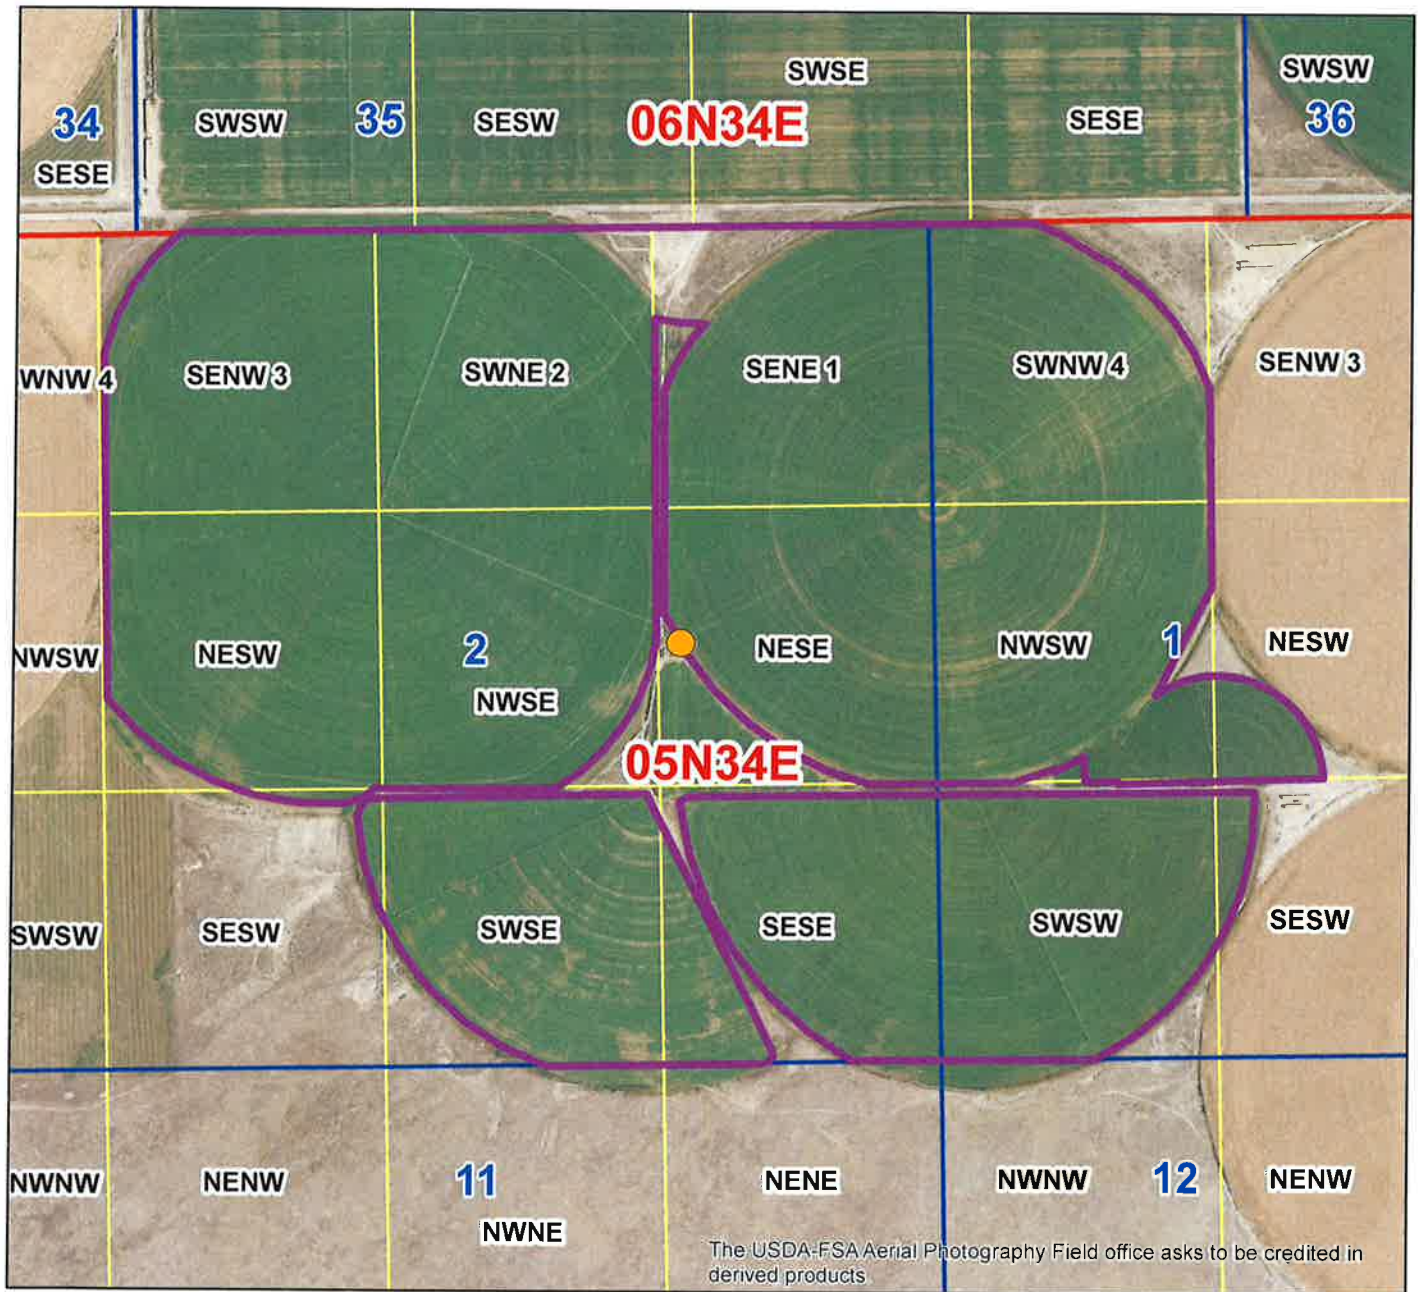 SWSE
SWSW
34
SWSW
35
SESW
06N34E
SESE
36
SESE
WNW 4
SENW 3
SWNE 2
SENE 1
SWNW 4
SENW 3
NWSW
NESW
2
NWSE
NESE
NWSW
1
NESW
05N34E
SWSW
SESW
SWSE
SESE
SWSW
SESW
NWNW
NENW
11
NWNE
NENE
NWNW
12
NENW
The USDA-FSA Aerial Photography Field office asks to be credited in
derived products